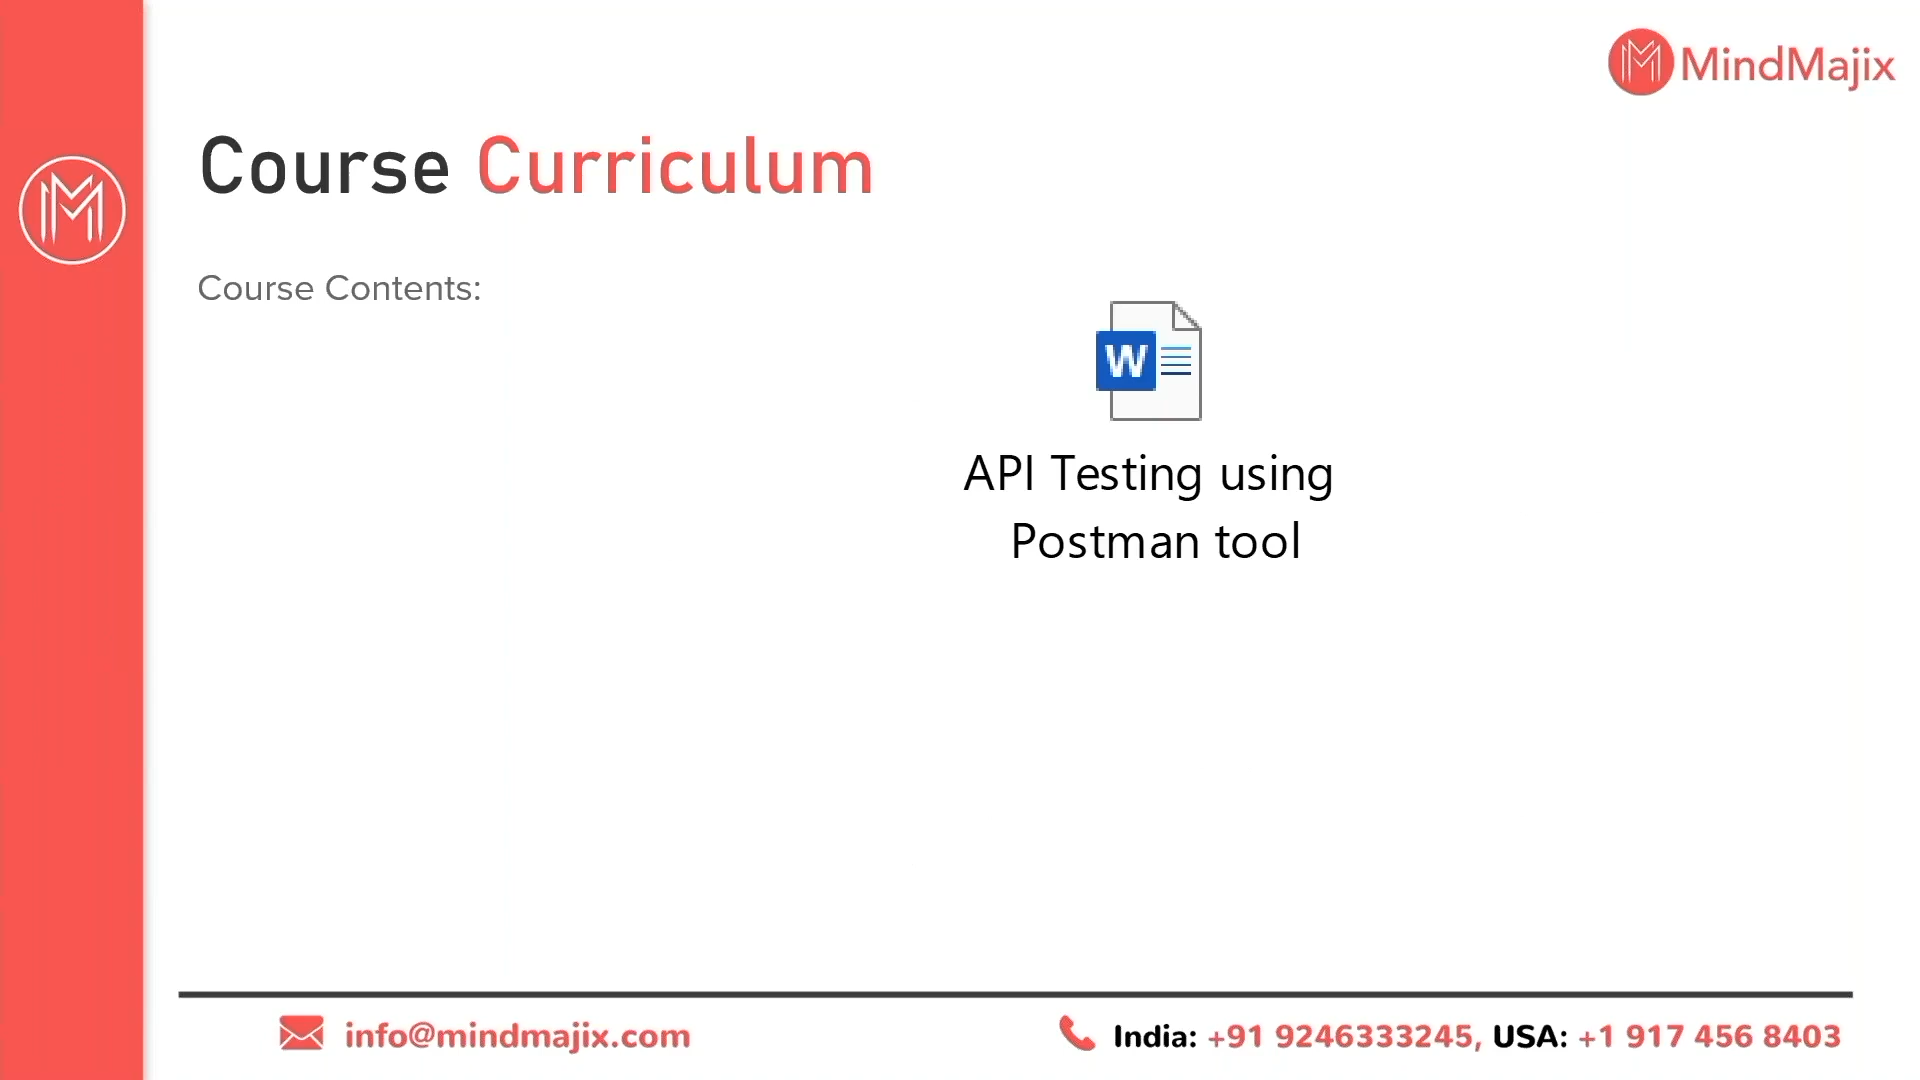 MindMajix
Course Curriculum
Course Contents:
W
API Testing using
Postman tool
info@mindmajix.com
India: +91 9246333245, USA: +1 917 456 8403